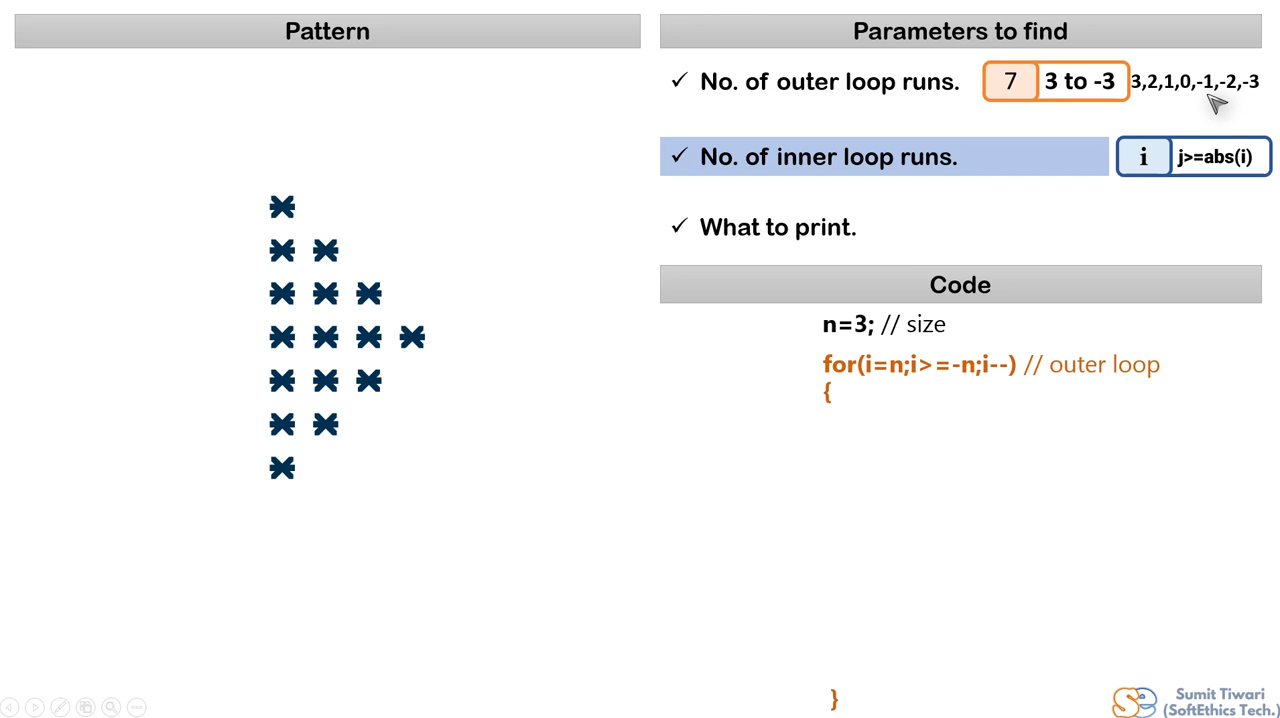 Pattern
Parameters to find
✓ No. of outer loop runs. 7 3 to -3 3,2,1,0,-1,-2,-3
✓ No. of inner loop runs. i j>=abs(i)
✓ What to print.
Code
n=3; // size
for(i=n;i>=-n;i--) // outer loop
{
}
*
* *
* * *
* * * *
* * *
* *
*
Sumit Tiwari
(SoftEthics Tech.)